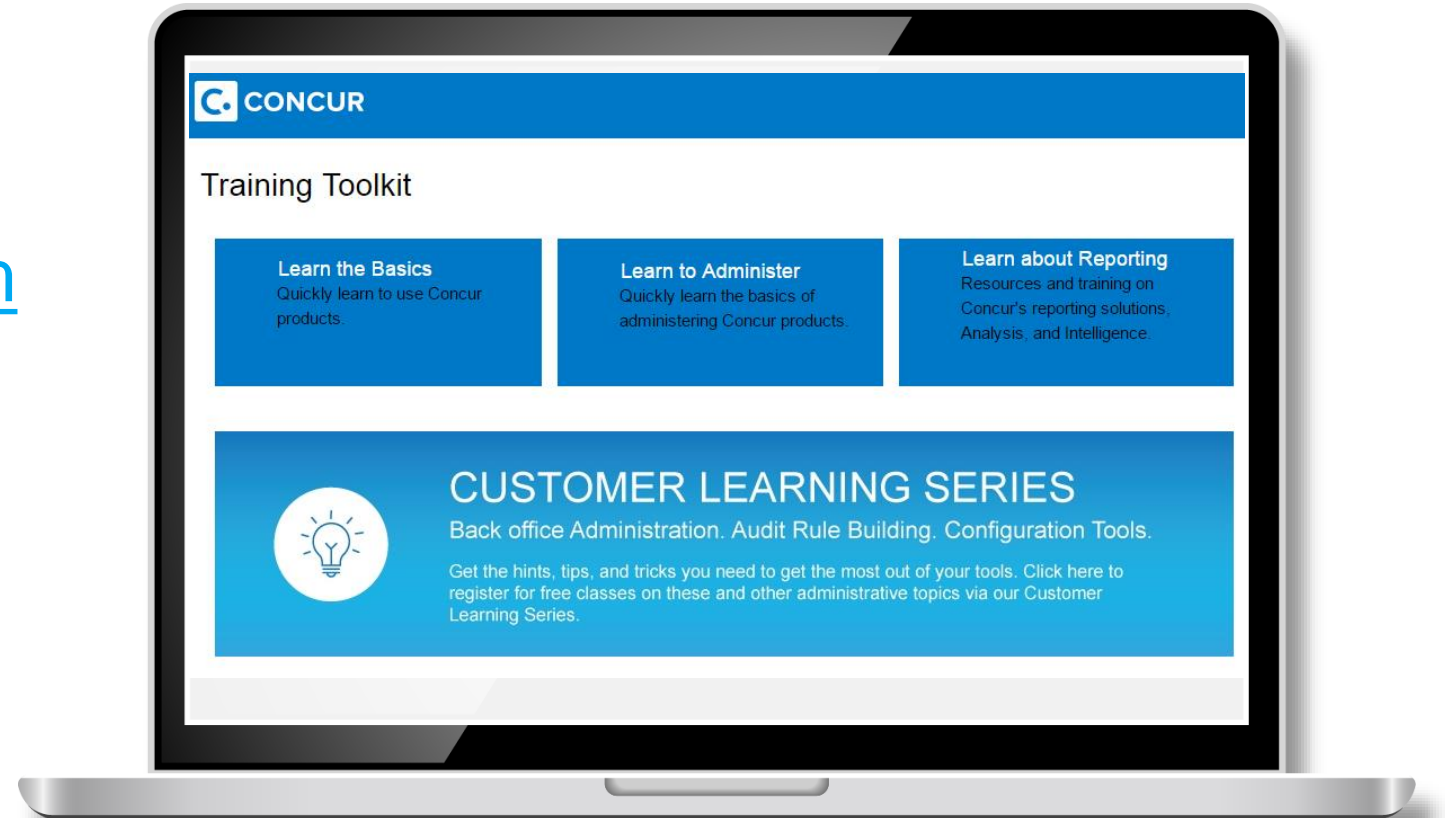 C. CONCUR
Training Toolkit
Learn the Basics
Quickly learn to use Concur
products.
Learn to Administer
Quickly learn the basics of
administering Concur products.
Learn about Reporting
Resources and training on
Concur's reporting solutions,
Analysis, and Intelligence.
CUSTOMER LEARNING SERIES
Back office Administration. Audit Rule Building. Configuration Tools.
Get the hints, tips, and tricks you need to get the most out of your tools. Click here to
register for free classes on these and other administrative topics via our Customer
Learning Series.